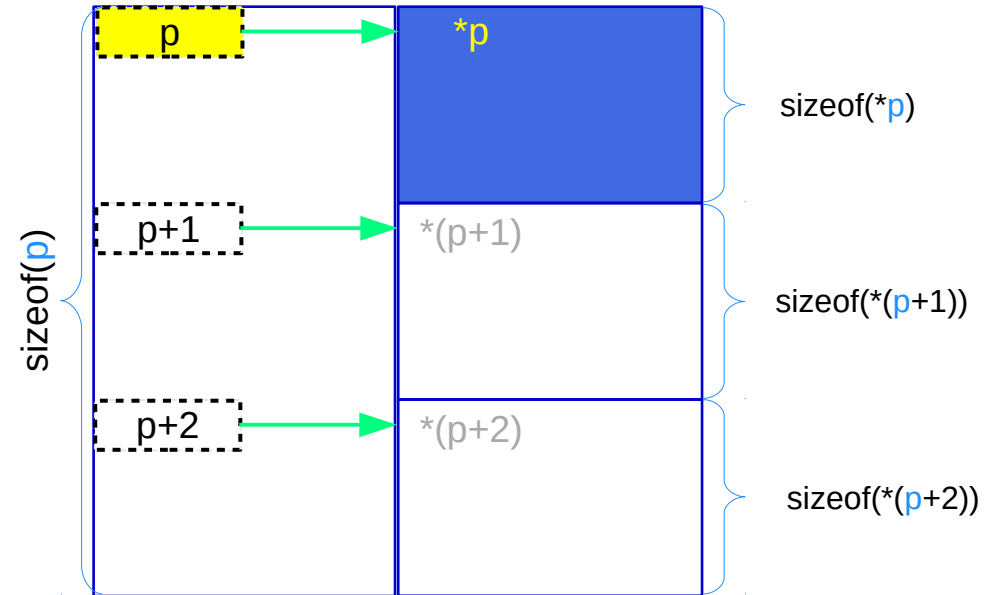 p
*p
sizeof(*p)
p+1
*(p+1)
sizeof(p)
sizeof(*(p+1))
p+2
*(p+2)
sizeof(*(p+2))